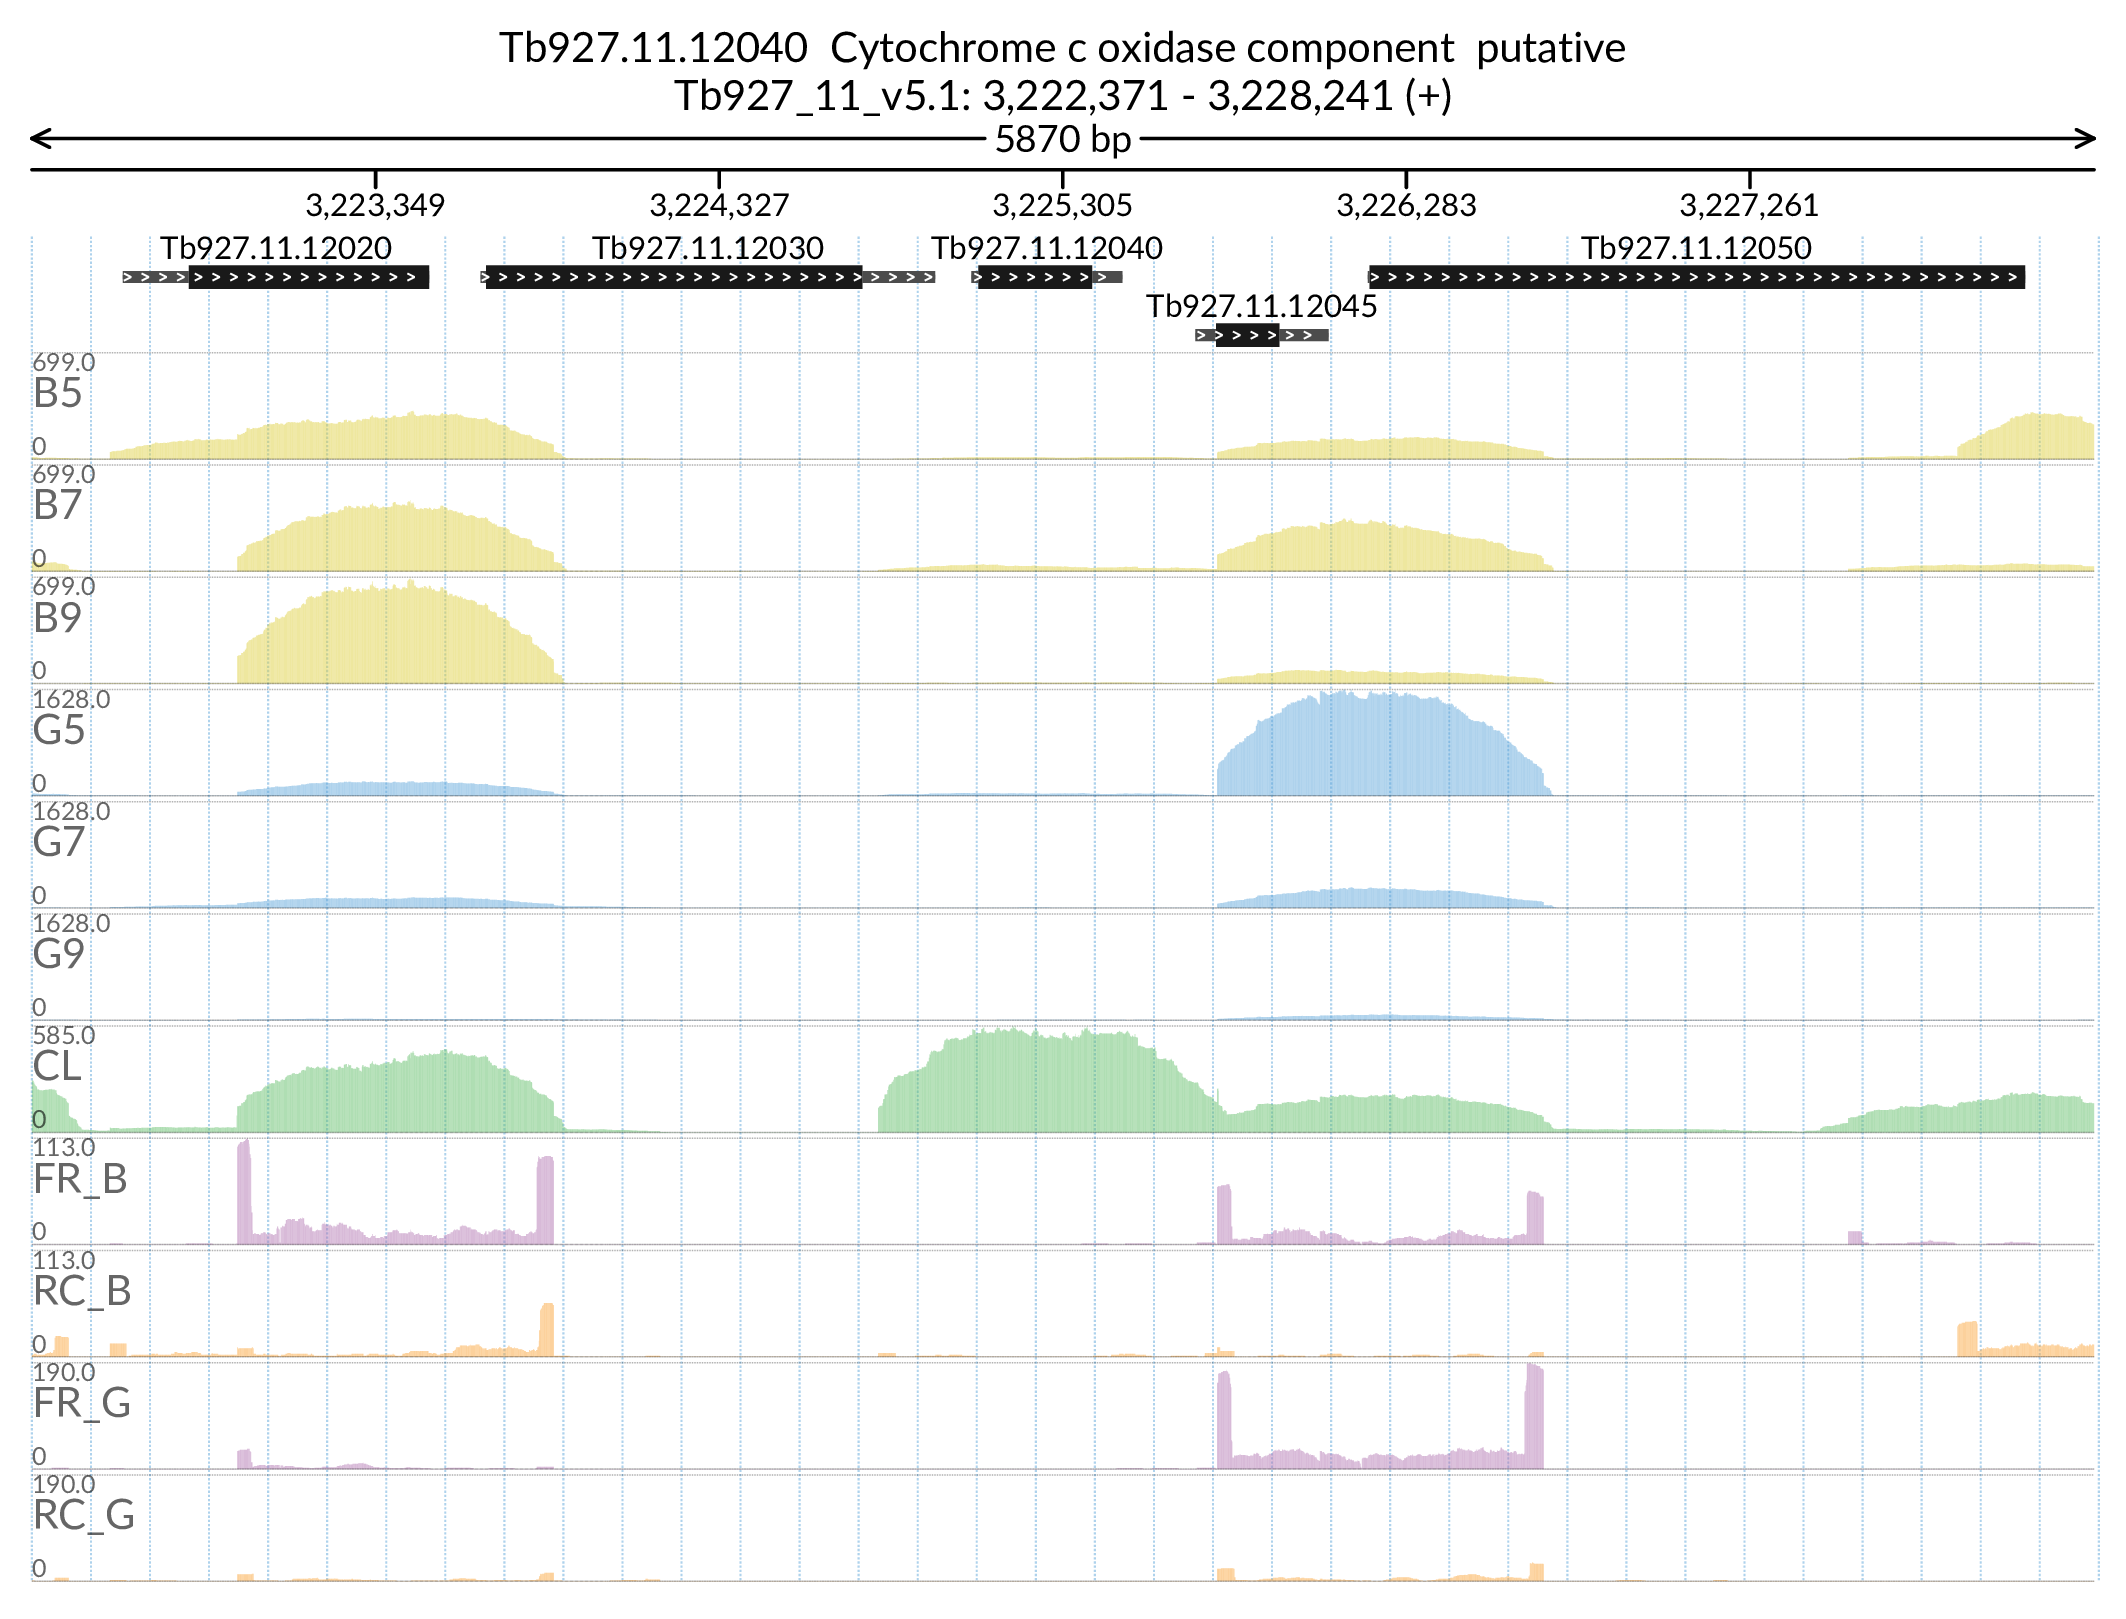 Tb927.11.12040  Cytochrome c oxidase component  putative
Tb927_11_v5.1: 3,222,371 - 3,228,241 (+)
5870 bp
3,223,349 3,224,327 3,225,305 3,226,283 3,227,261
Tb927.11.12020 Tb927.11.12030 Tb927.11.12040 Tb927.11.12050
Tb927.11.12045
699.0
B5
0
699.0
B7
0
699.0
B9
0
1628.0
G5
0
1628.0
G7
0
1628.0
G9
0
585.0
CL
0
113.0
FR_B
0
113.0
RC_B
0
190.0
FR_G
0
190.0
RC_G
0